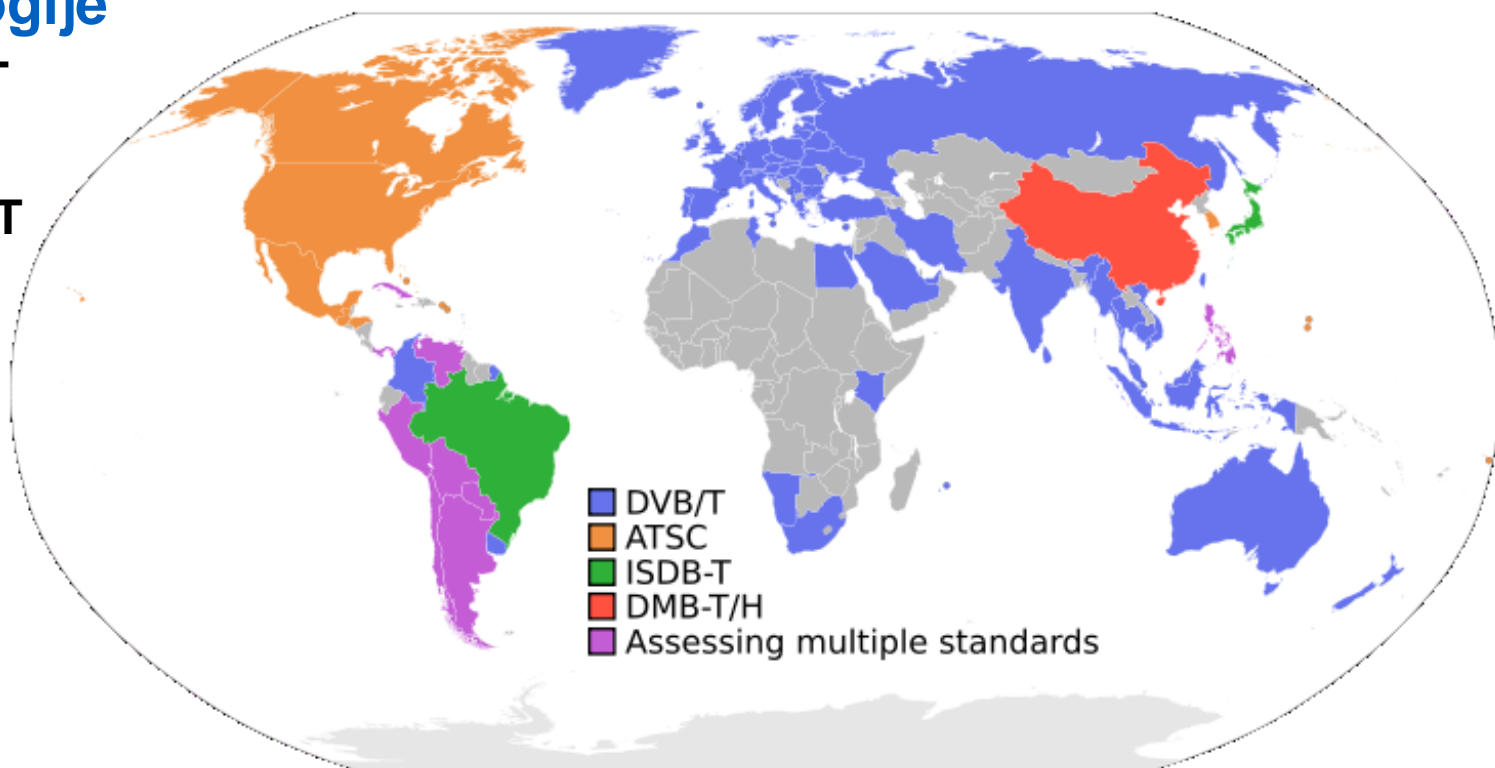 ogije
T
DVB/T
ATSC
ISDB-T
DMB-T/H
Assessing multiple standards